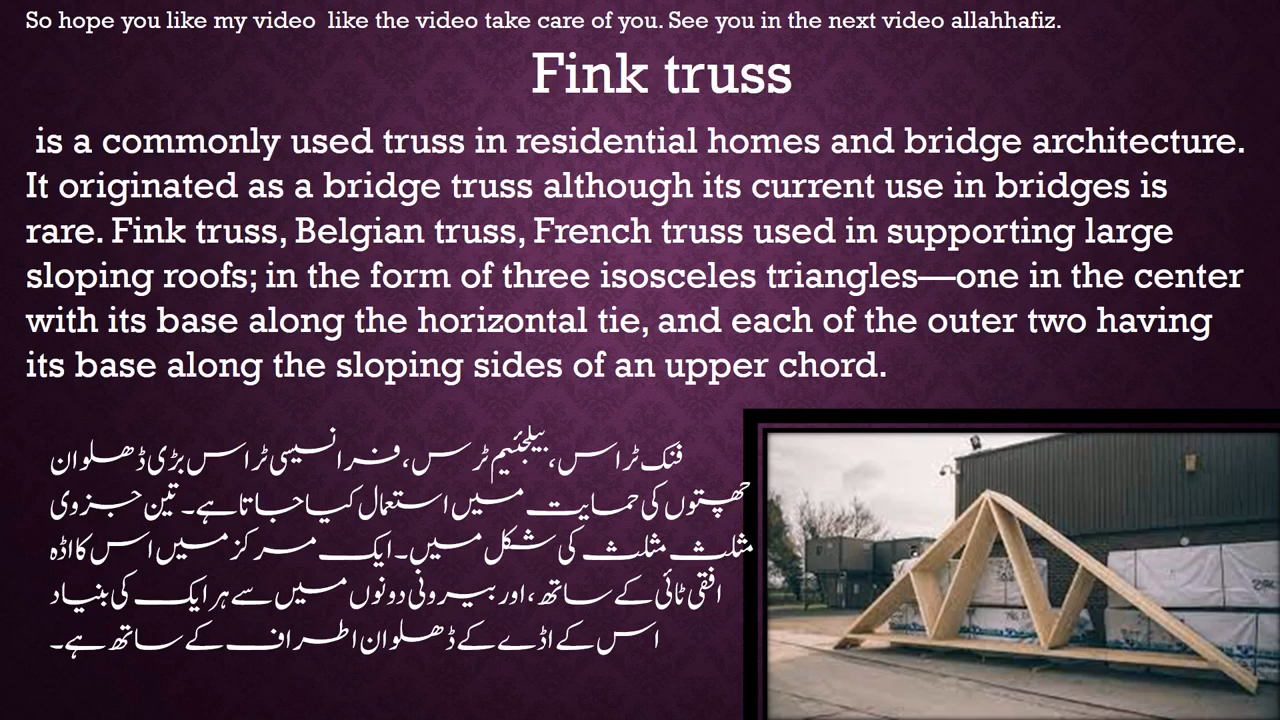 So hope you like my video  like the video take care of you. See you in the next video allahhafiz.
Fink truss
is a commonly used truss in residential homes and bridge architecture.
It originated as a bridge truss although its current use in bridges is
rare. Fink truss, Belgian truss, French truss used in supporting large
sloping roofs; in the form of three isosceles triangles—one in the center
with its base along the horizontal tie, and each of the outer two having
its base along the sloping sides of an upper chord.
فنک ٹراس، بیلجئیم ٹرس، فرانسیسی ٹراس بڑی ڈھلوان
چھتوں کی حمایت میں استعمال کیا جاتا ہے۔ تین جزوی
مثلث مثلث کی شکل میں۔ ایک مرکز میں اس کا اڈہ
افقی ٹائی کے ساتھ ، اور بیرونی دونوں میں سے ہر ایک کی بنیاد
اس کے اڈے کے ڈھلوان اطراف کے ساتھ ہے۔